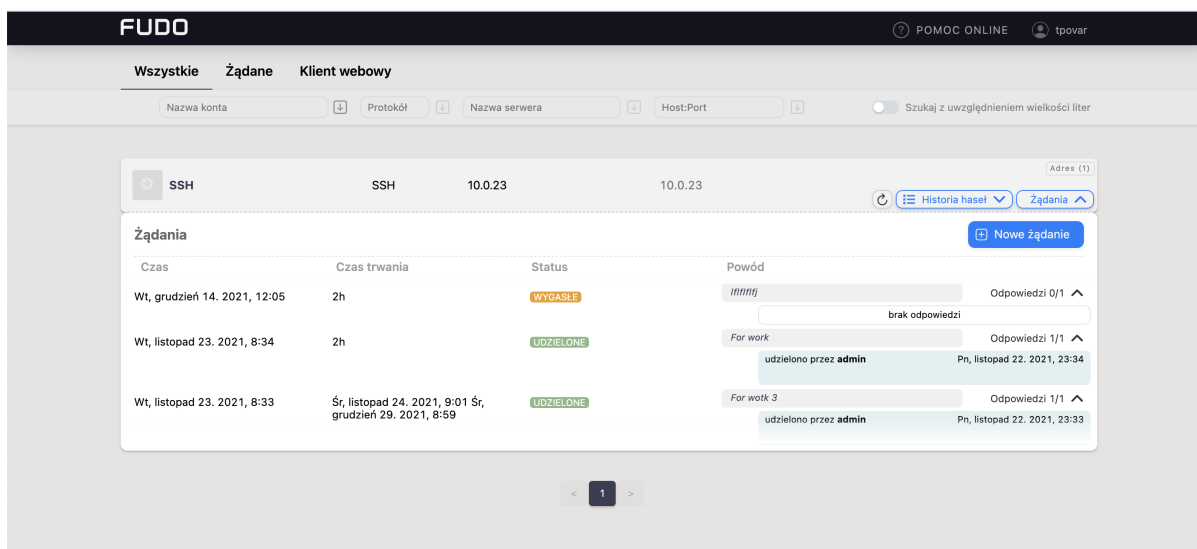 FUDO
POMOC ONLINE
tpovar
Wszystkie Żądane Klient webowy
Nazwa konta Protokół Nazwa serwera Host:Port Szukaj z uwzględnieniem wielkości liter
Adres (1)
SSH SSH 10.0.23 10.0.23
Historia haseł Żądania
Żądania Nowe żądanie
Czas Czas trwania Status Powód
Wt, grudzień 14. 2021, 12:05 2h WYGASŁE lflflflfj Odpowiedzi 0/1
brak odpowiedzi
Wt, listopad 23. 2021, 8:34 2h UDZIELONE For work Odpowiedzi 1/1
udzielono przez admin Pn, listopad 22. 2021, 23:34
Wt, listopad 23. 2021, 8:33 Śr, listopad 24. 2021, 9:01 Śr, UDZIELONE For wotk 3 Odpowiedzi 1/1
grudzień 29. 2021, 8:59
udzielono przez admin Pn, listopad 22. 2021, 23:33
< 1 >